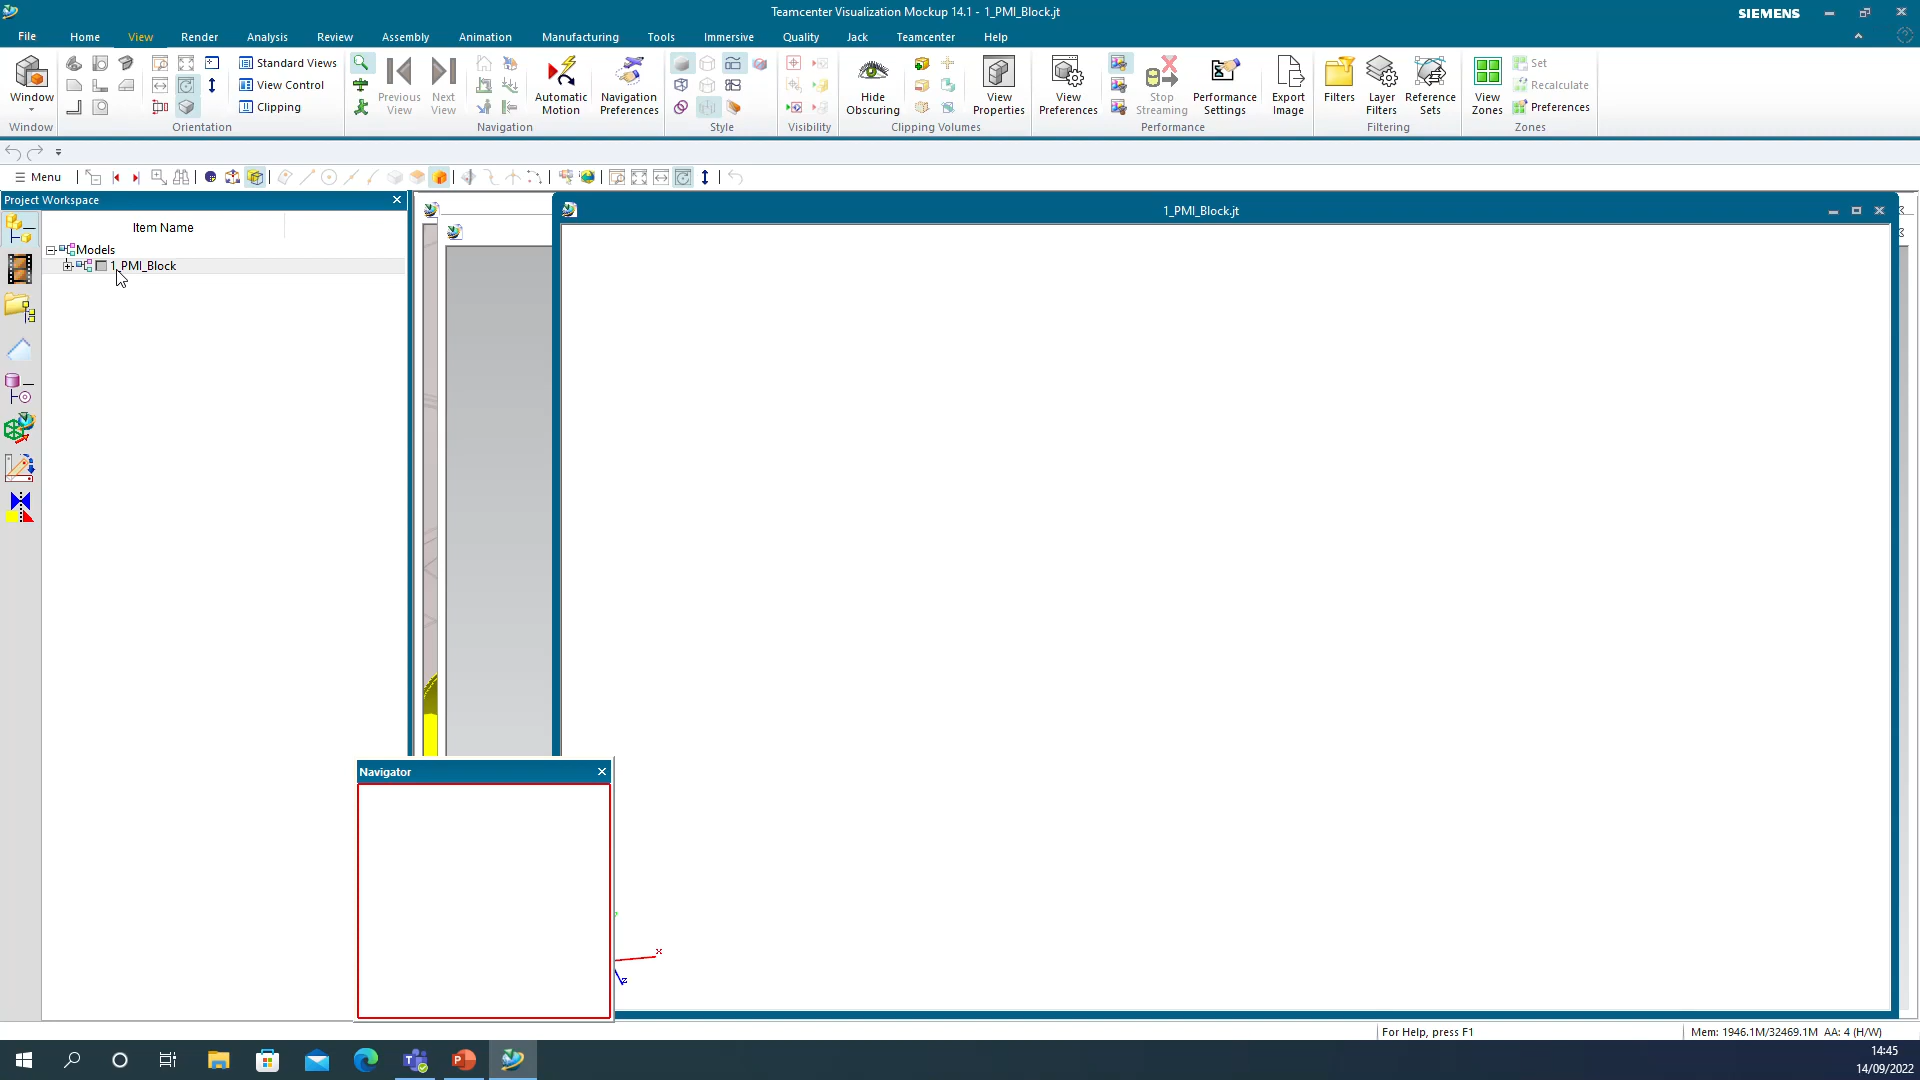 Teamcenter Visualization Mockup 14.1 - 1_PMI_Block.jt
SIEMENS
File Home View Render Analysis Review Assembly Animation Manufacturing Tools Immersive Quality Jack Teamcenter Help
Window
Window
Standard Views
View Control
Clipping
Orientation
Previous View
Next View
Automatic Motion
Navigation Preferences
Navigation
Style
Visibility
Hide Obscuring
Clipping Volumes
View Properties
View Preferences
Stop Streaming
Performance Settings
Performance
Export Image
Filters
Layer Filters
Reference Sets
Filtering
View Zones
Set
Recalculate
Preferences
Zones
Menu
Project Workspace
Item Name
Models
1_PMI_Block
1_PMI_Block.jt
Navigator
x
z
For Help, press F1
Mem: 1946.1M/32469.1M AA: 4 (H/W)
14:45
14/09/2022